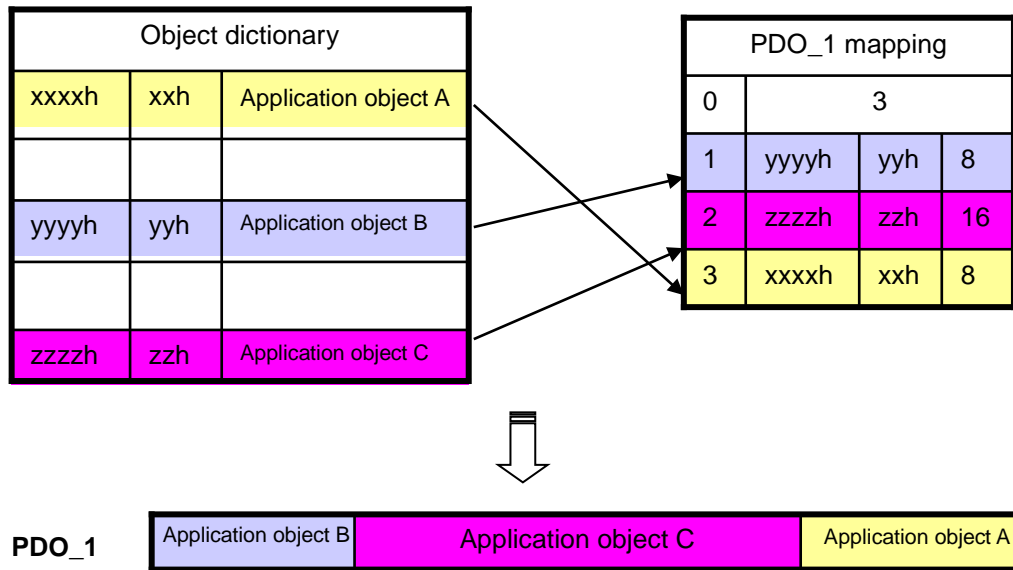 Object dictionary
xxxxh xxh Application object A
yyyyh yyh Application object B
zzzzh zzh Application object C
PDO_1 mapping
0 3
1 yyyyh yyh 8
2 zzzzh zzh 16
3 xxxxh xxh 8
PDO_1 Application object B Application object C Application object A